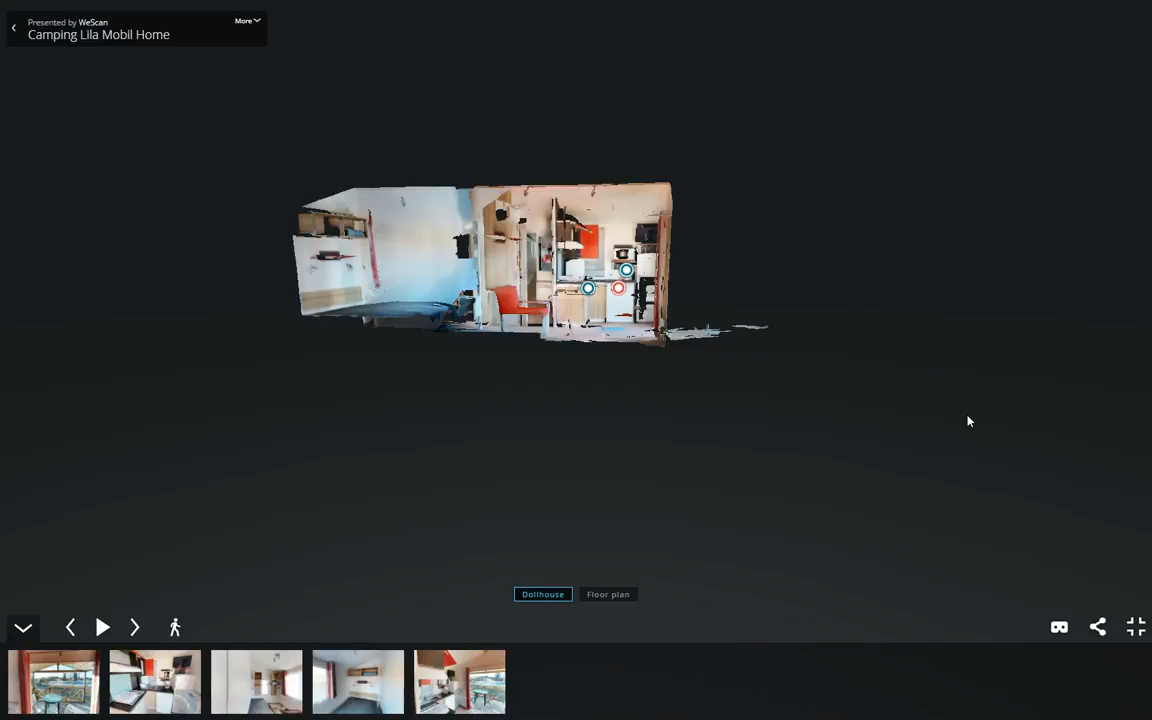 Presented by WeScan
More
Camping Lila Mobil Home
Dollhouse
Floor plan